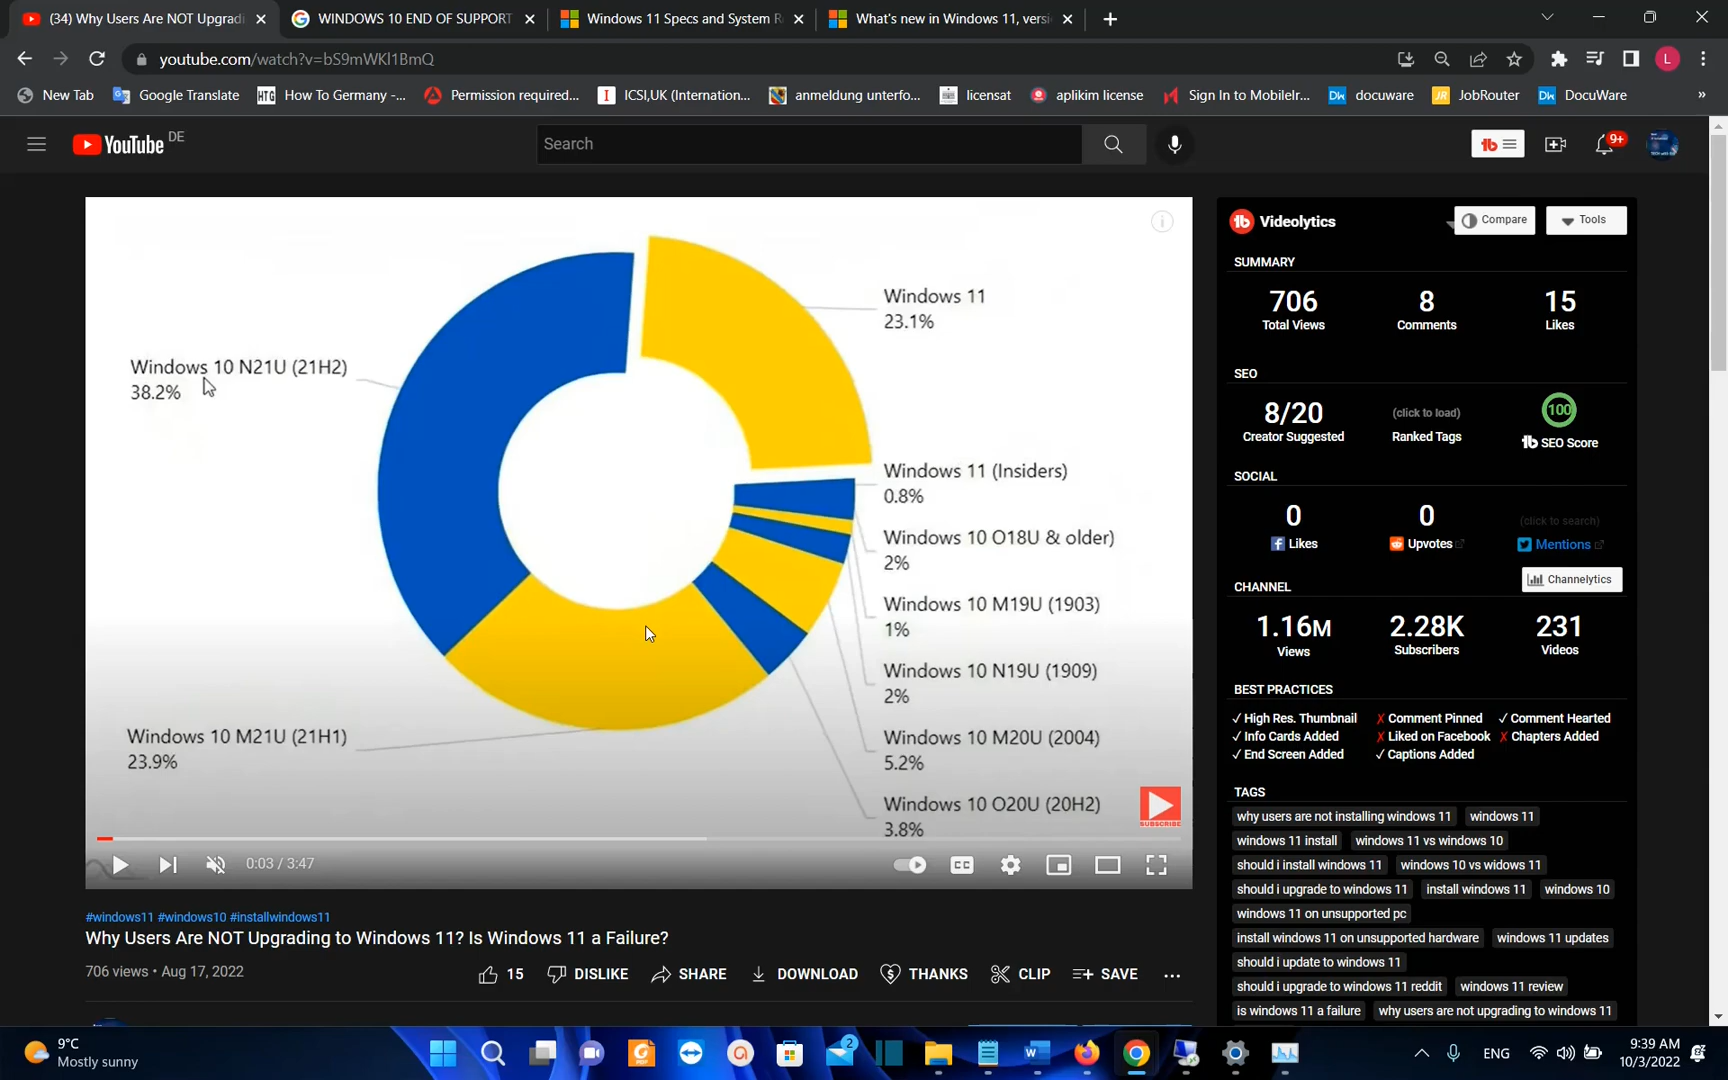 (34) Why Users Are NOT Upgradi
WINDOWS 10 END OF SUPPORT
Windows 11 Specs and System R
What's new in Windows 11, versi
youtube.com/watch?v=bS9mWKl1BmQ
L
New Tab
Google Translate
HTG How To Germany -...
Permission required...
ICSI,UK (Internation...
anmeldung unterfo...
licensat
aplikim license
Sign In to MobileIr...
DW docuware
JR JobRouter
DW DocuWare
»
YouTube DE
Search
9+
Windows 11
23.1%
Windows 10 N21U (21H2)
38.2%
Windows 11 (Insiders)
0.8%
Windows 10 O18U & older)
2%
Windows 10 M19U (1903)
1%
Windows 10 N19U (1909)
2%
Windows 10 M21U (21H1)
23.9%
Windows 10 M20U (2004)
5.2%
Windows 10 O20U (20H2)
3.8%
SUBSCRIBE
0:03 / 3:47
CC
#windows11 #windows10 #installwindows11
Why Users Are NOT Upgrading to Windows 11? Is Windows 11 a Failure?
706 views • Aug 17, 2022
15 DISLIKE SHARE DOWNLOAD THANKS CLIP SAVE ...
Videolytics
Compare
Tools
SUMMARY
706 8 15
Total Views Comments Likes
SEO
8/20 (click to load) 100
Creator Suggested Ranked Tags SEO Score
SOCIAL
0 0 (click to search)
Likes Upvotes Mentions
CHANNEL
Channelytics
1.16M 2.28K 231
Views Subscribers Videos
BEST PRACTICES
✓ High Res. Thumbnail ✗ Comment Pinned ✓ Comment Hearted
✓ Info Cards Added ✗ Liked on Facebook ✗ Chapters Added
✓ End Screen Added ✓ Captions Added
TAGS
why users are not installing windows 11 windows 11
windows 11 install windows 11 vs windows 10
should i install windows 11 windows 10 vs widows 11
should i upgrade to windows 11 install windows 11 windows 10
windows 11 on unsupported pc
install windows 11 on unsupported hardware windows 11 updates
should i update to windows 11
should i upgrade to windows 11 reddit windows 11 review
is windows 11 a failure why users are not upgrading to windows 11
9°C
Mostly sunny
2
ENG
9:39 AM
10/3/2022